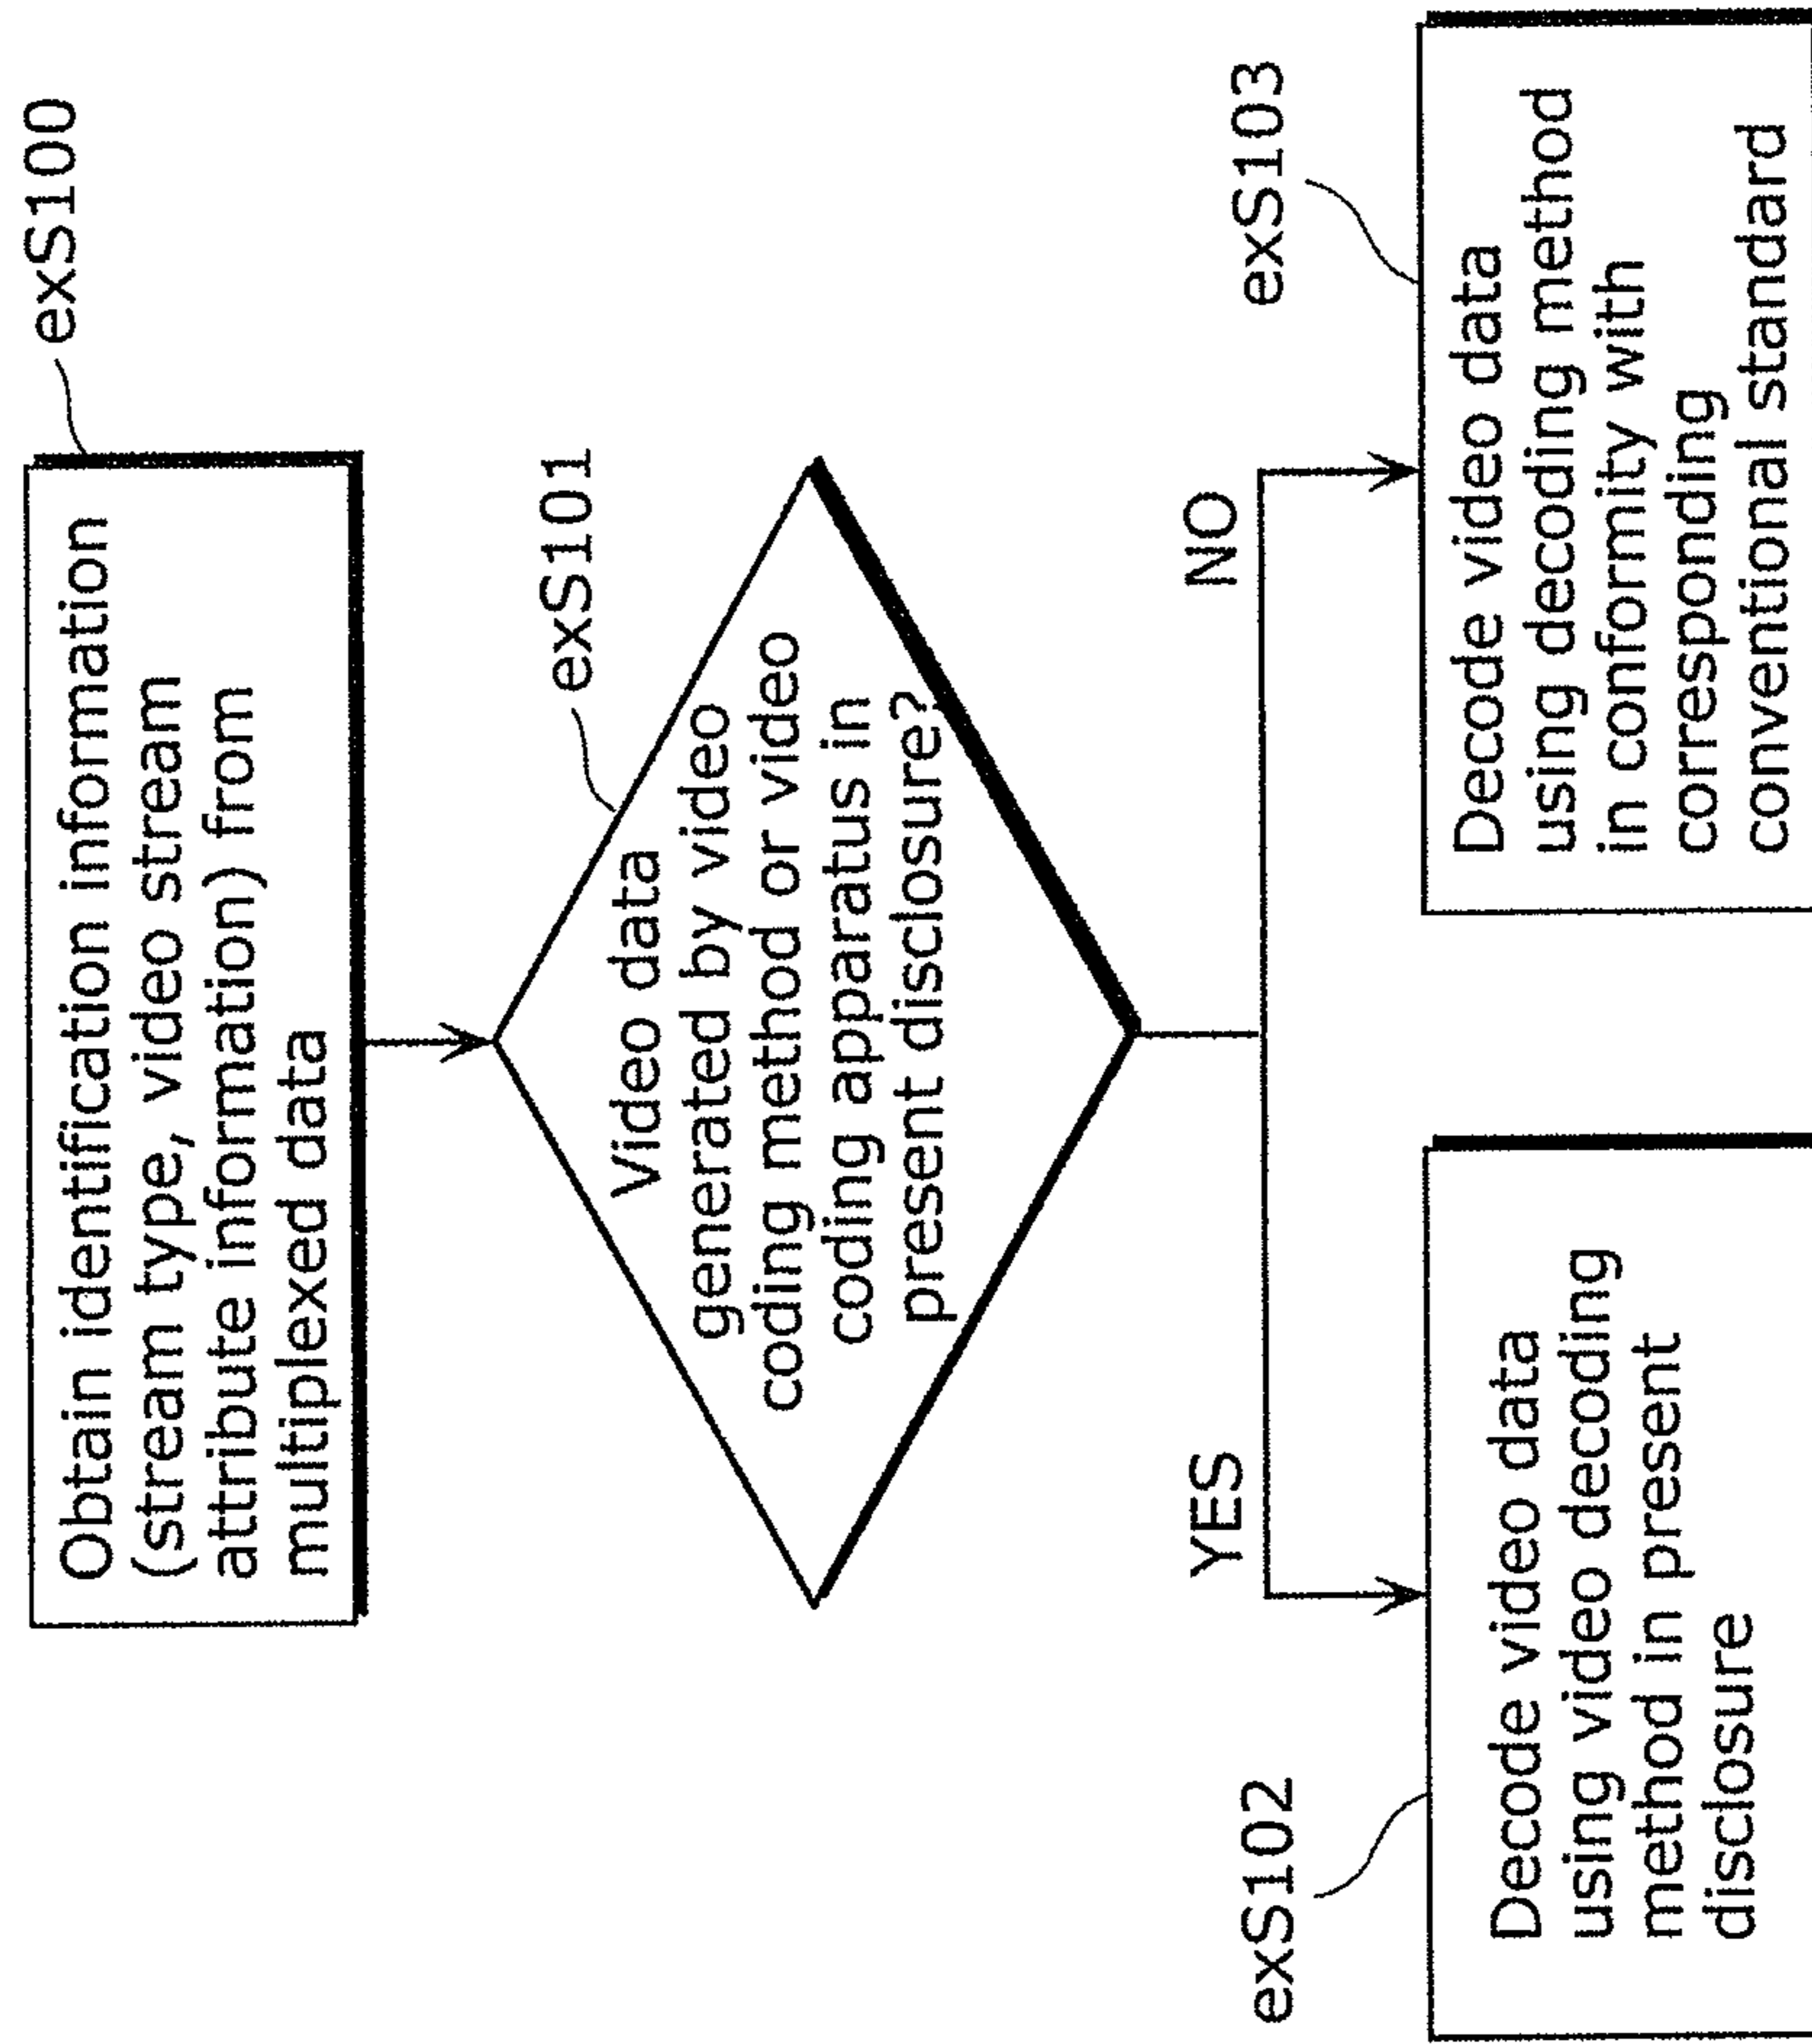 exS100
Obtain identification information
(stream type, video stream
attribute information) from
multiplexed data
exS101
Video data
generated by video
coding method or video
coding apparatus in
present disclosure?
YES
NO
exS102
Decode video data
using video decoding
method in present
disclosure
exS103
Decode video data
using decoding method
in conformity with
corresponding
conventional standard